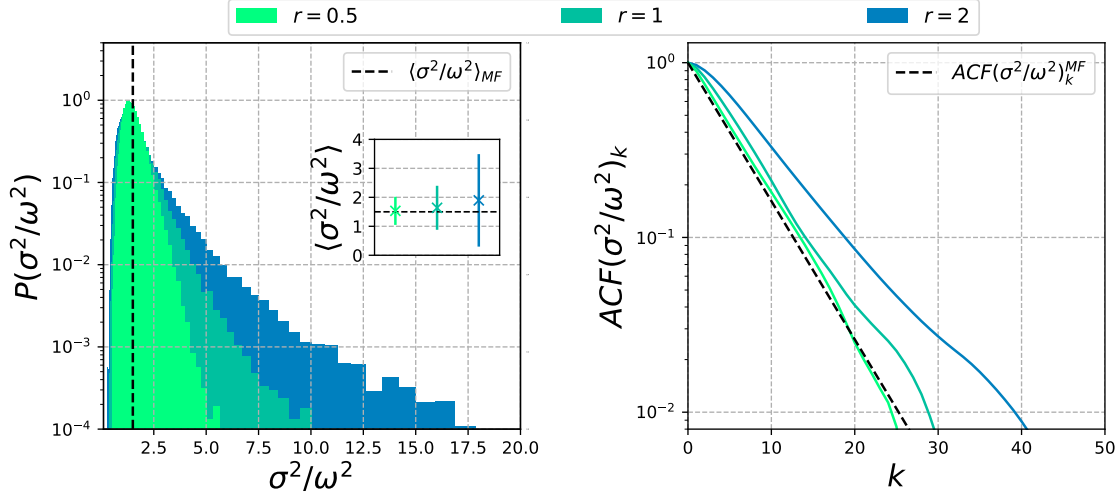 r = 0.5 r = 1 r = 2
⟨σ²/ω²⟩_MF
P(σ²/ω²)
10⁰
10⁻¹
10⁻²
10⁻³
10⁻⁴
2.5 5.0 7.5 10.0 12.5 15.0 17.5 20.0
σ²/ω²
⟨σ²/ω²⟩
4
3
2
1
0
ACF(σ²/ω²)_k^MF
ACF(σ²/ω²)_k
10⁰
10⁻¹
10⁻²
0 10 20 30 40 50
k